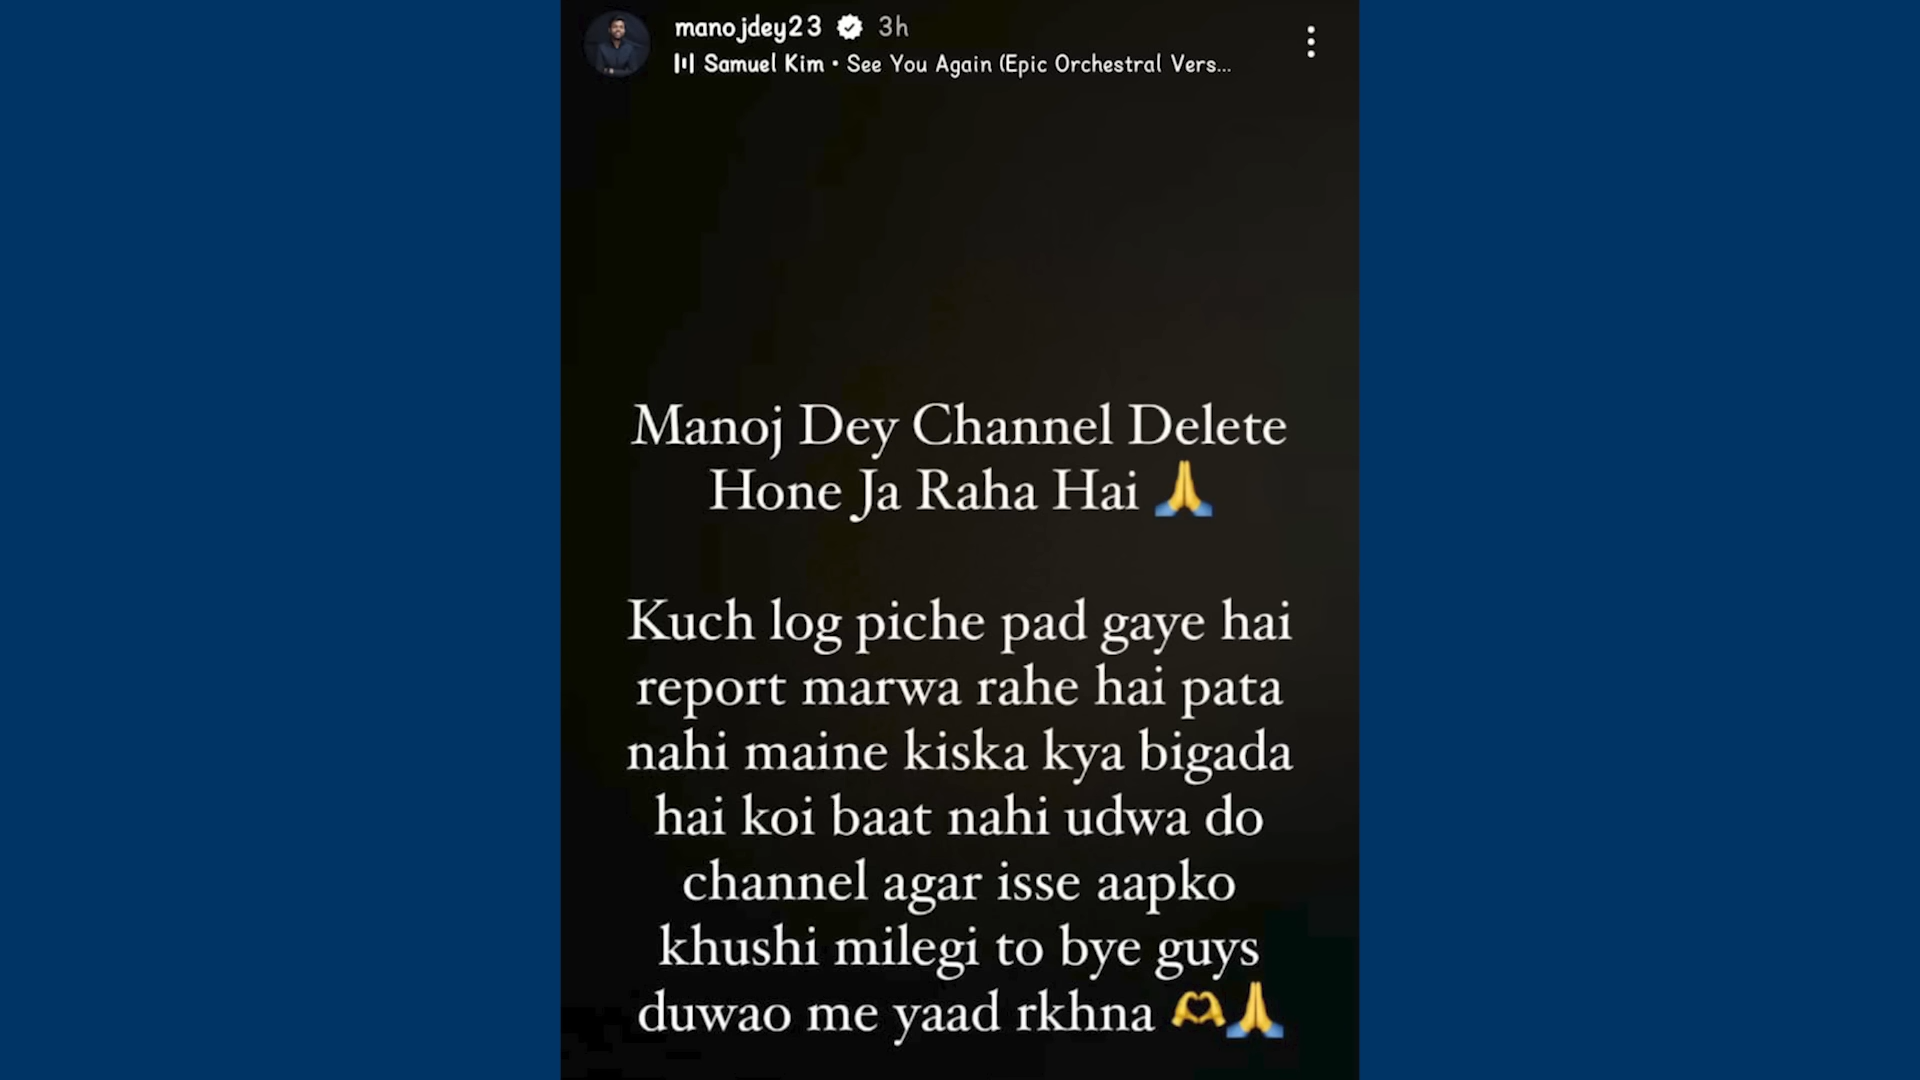 manojdey23 3h
Samuel Kim • See You Again (Epic Orchestral Vers...
Manoj Dey Channel Delete
Hone Ja Raha Hai 🙏
Kuch log piche pad gaye hai
report marwa rahe hai pata
nahi maine kiska kya bigada
hai koi baat nahi udwa do
channel agar isse aapko
khushi milegi to bye guys
duwao me yaad rkhna 🫶🙏